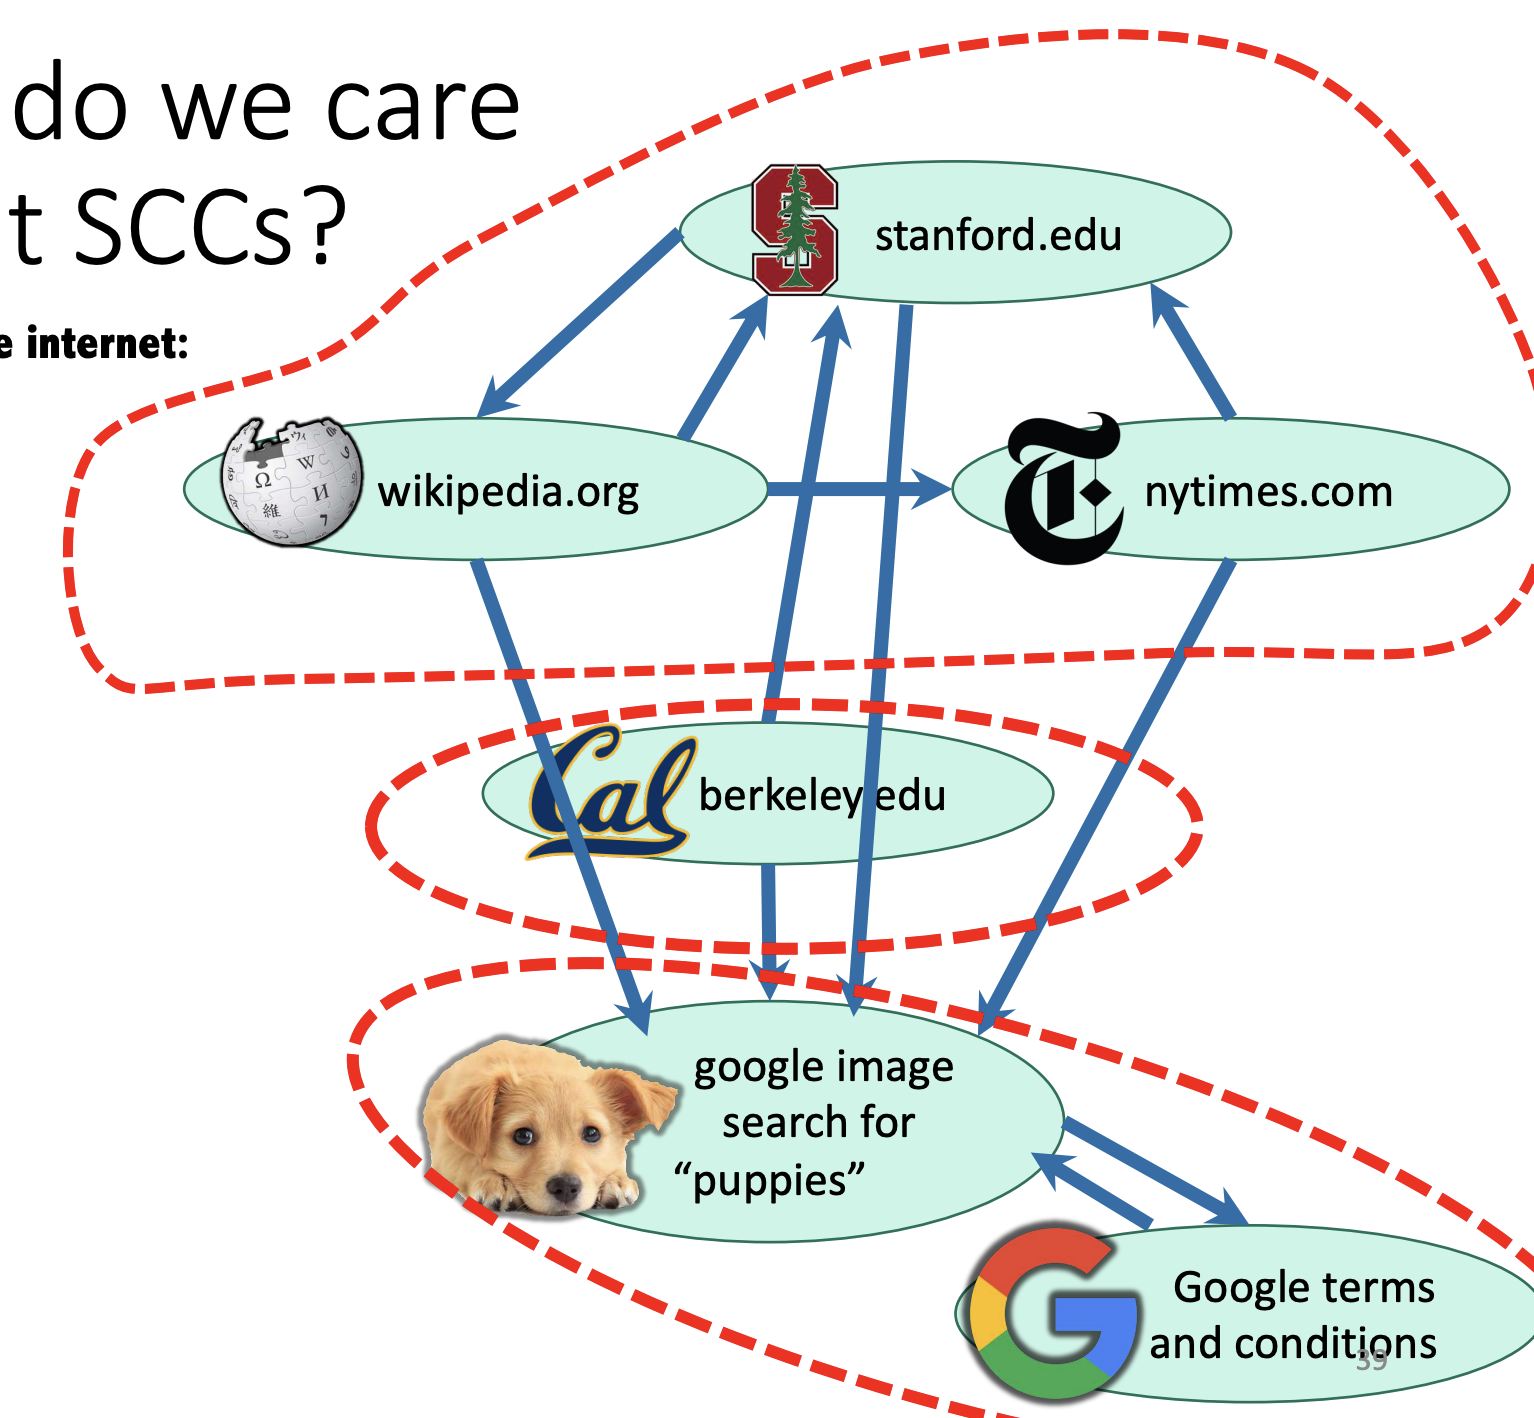 do we care
t SCCs?
e internet:
stanford.edu
wikipedia.org
nytimes.com
Cal
berkeley.edu
google image
search for
“puppies”
Google terms
and conditions
39